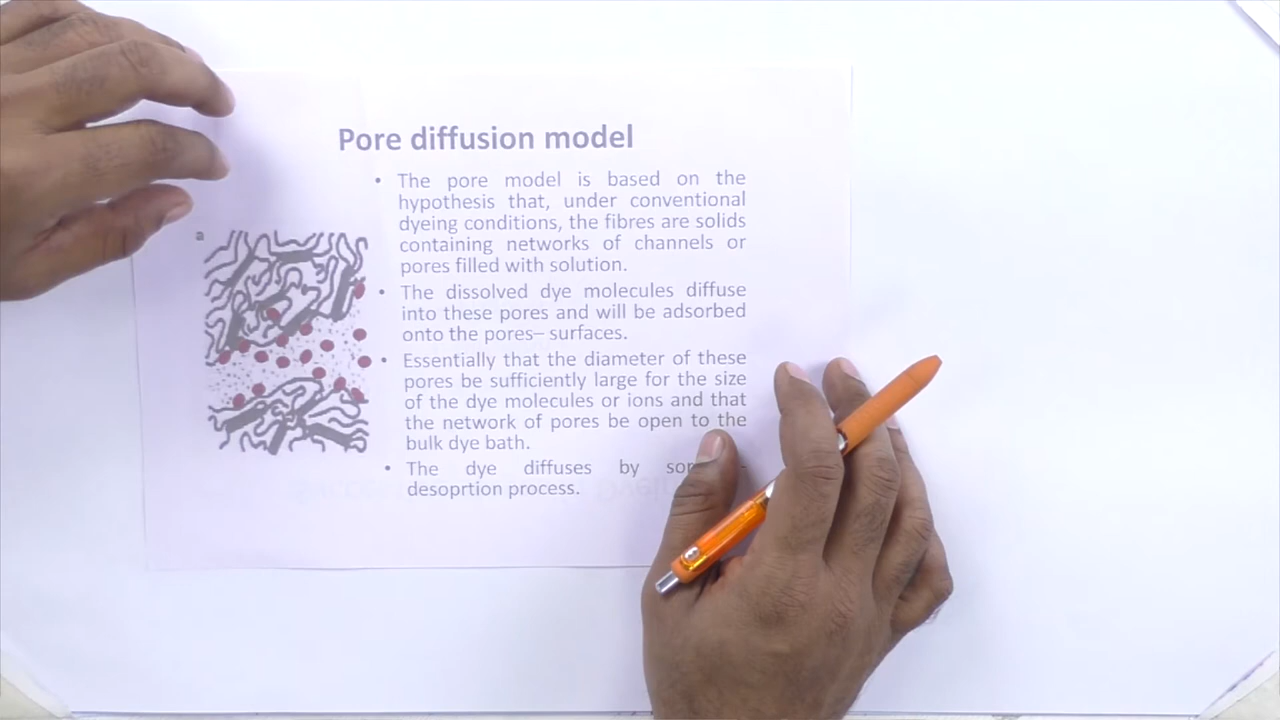 Pore diffusion model
• The pore model is based on the
hypothesis that, under conventional
dyeing conditions, the fibres are solids
containing networks of channels or
pores filled with solution.
• The dissolved dye molecules diffuse
into these pores and will be adsorbed
onto the pores– surfaces.
• Essentially that the diameter of these
pores be sufficiently large for the size
of the dye molecules or ions and that
the network of pores be open to the
bulk dye bath.
• The dye diffuses by
desoprtion process.
a